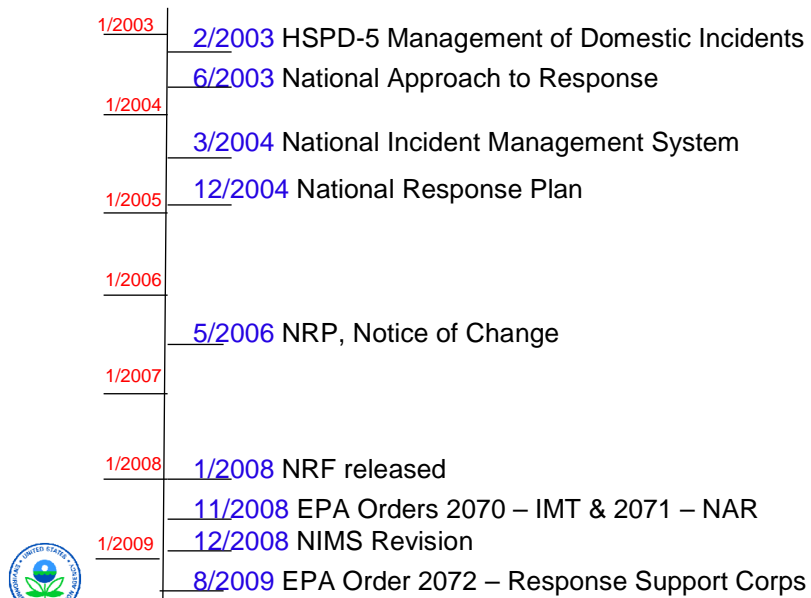 1/2003
2/2003 HSPD-5 Management of Domestic Incidents
6/2003 National Approach to Response
1/2004
3/2004 National Incident Management System
12/2004 National Response Plan
1/2005
1/2006
5/2006 NRP, Notice of Change
1/2007
1/2008
1/2008 NRF released
11/2008 EPA Orders 2070 – IMT & 2071 – NAR
12/2008 NIMS Revision
1/2009
8/2009 EPA Order 2072 – Response Support Corps
UNITED STATES